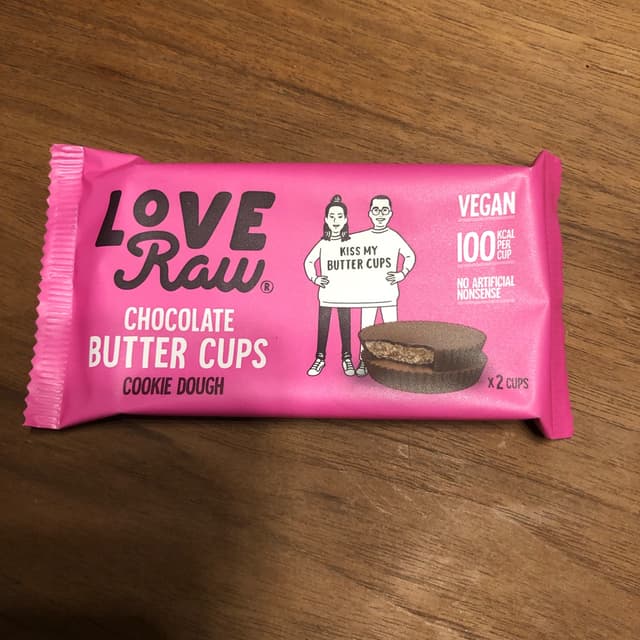 LOVE
Raw®
CHOCOLATE
BUTTER CUPS
COOKIE DOUGH
KISS MY
BUTTER CUPS
VEGAN
100 KCAL PER CUP
NO ARTIFICIAL
NONSENSE
X 2 CUPS